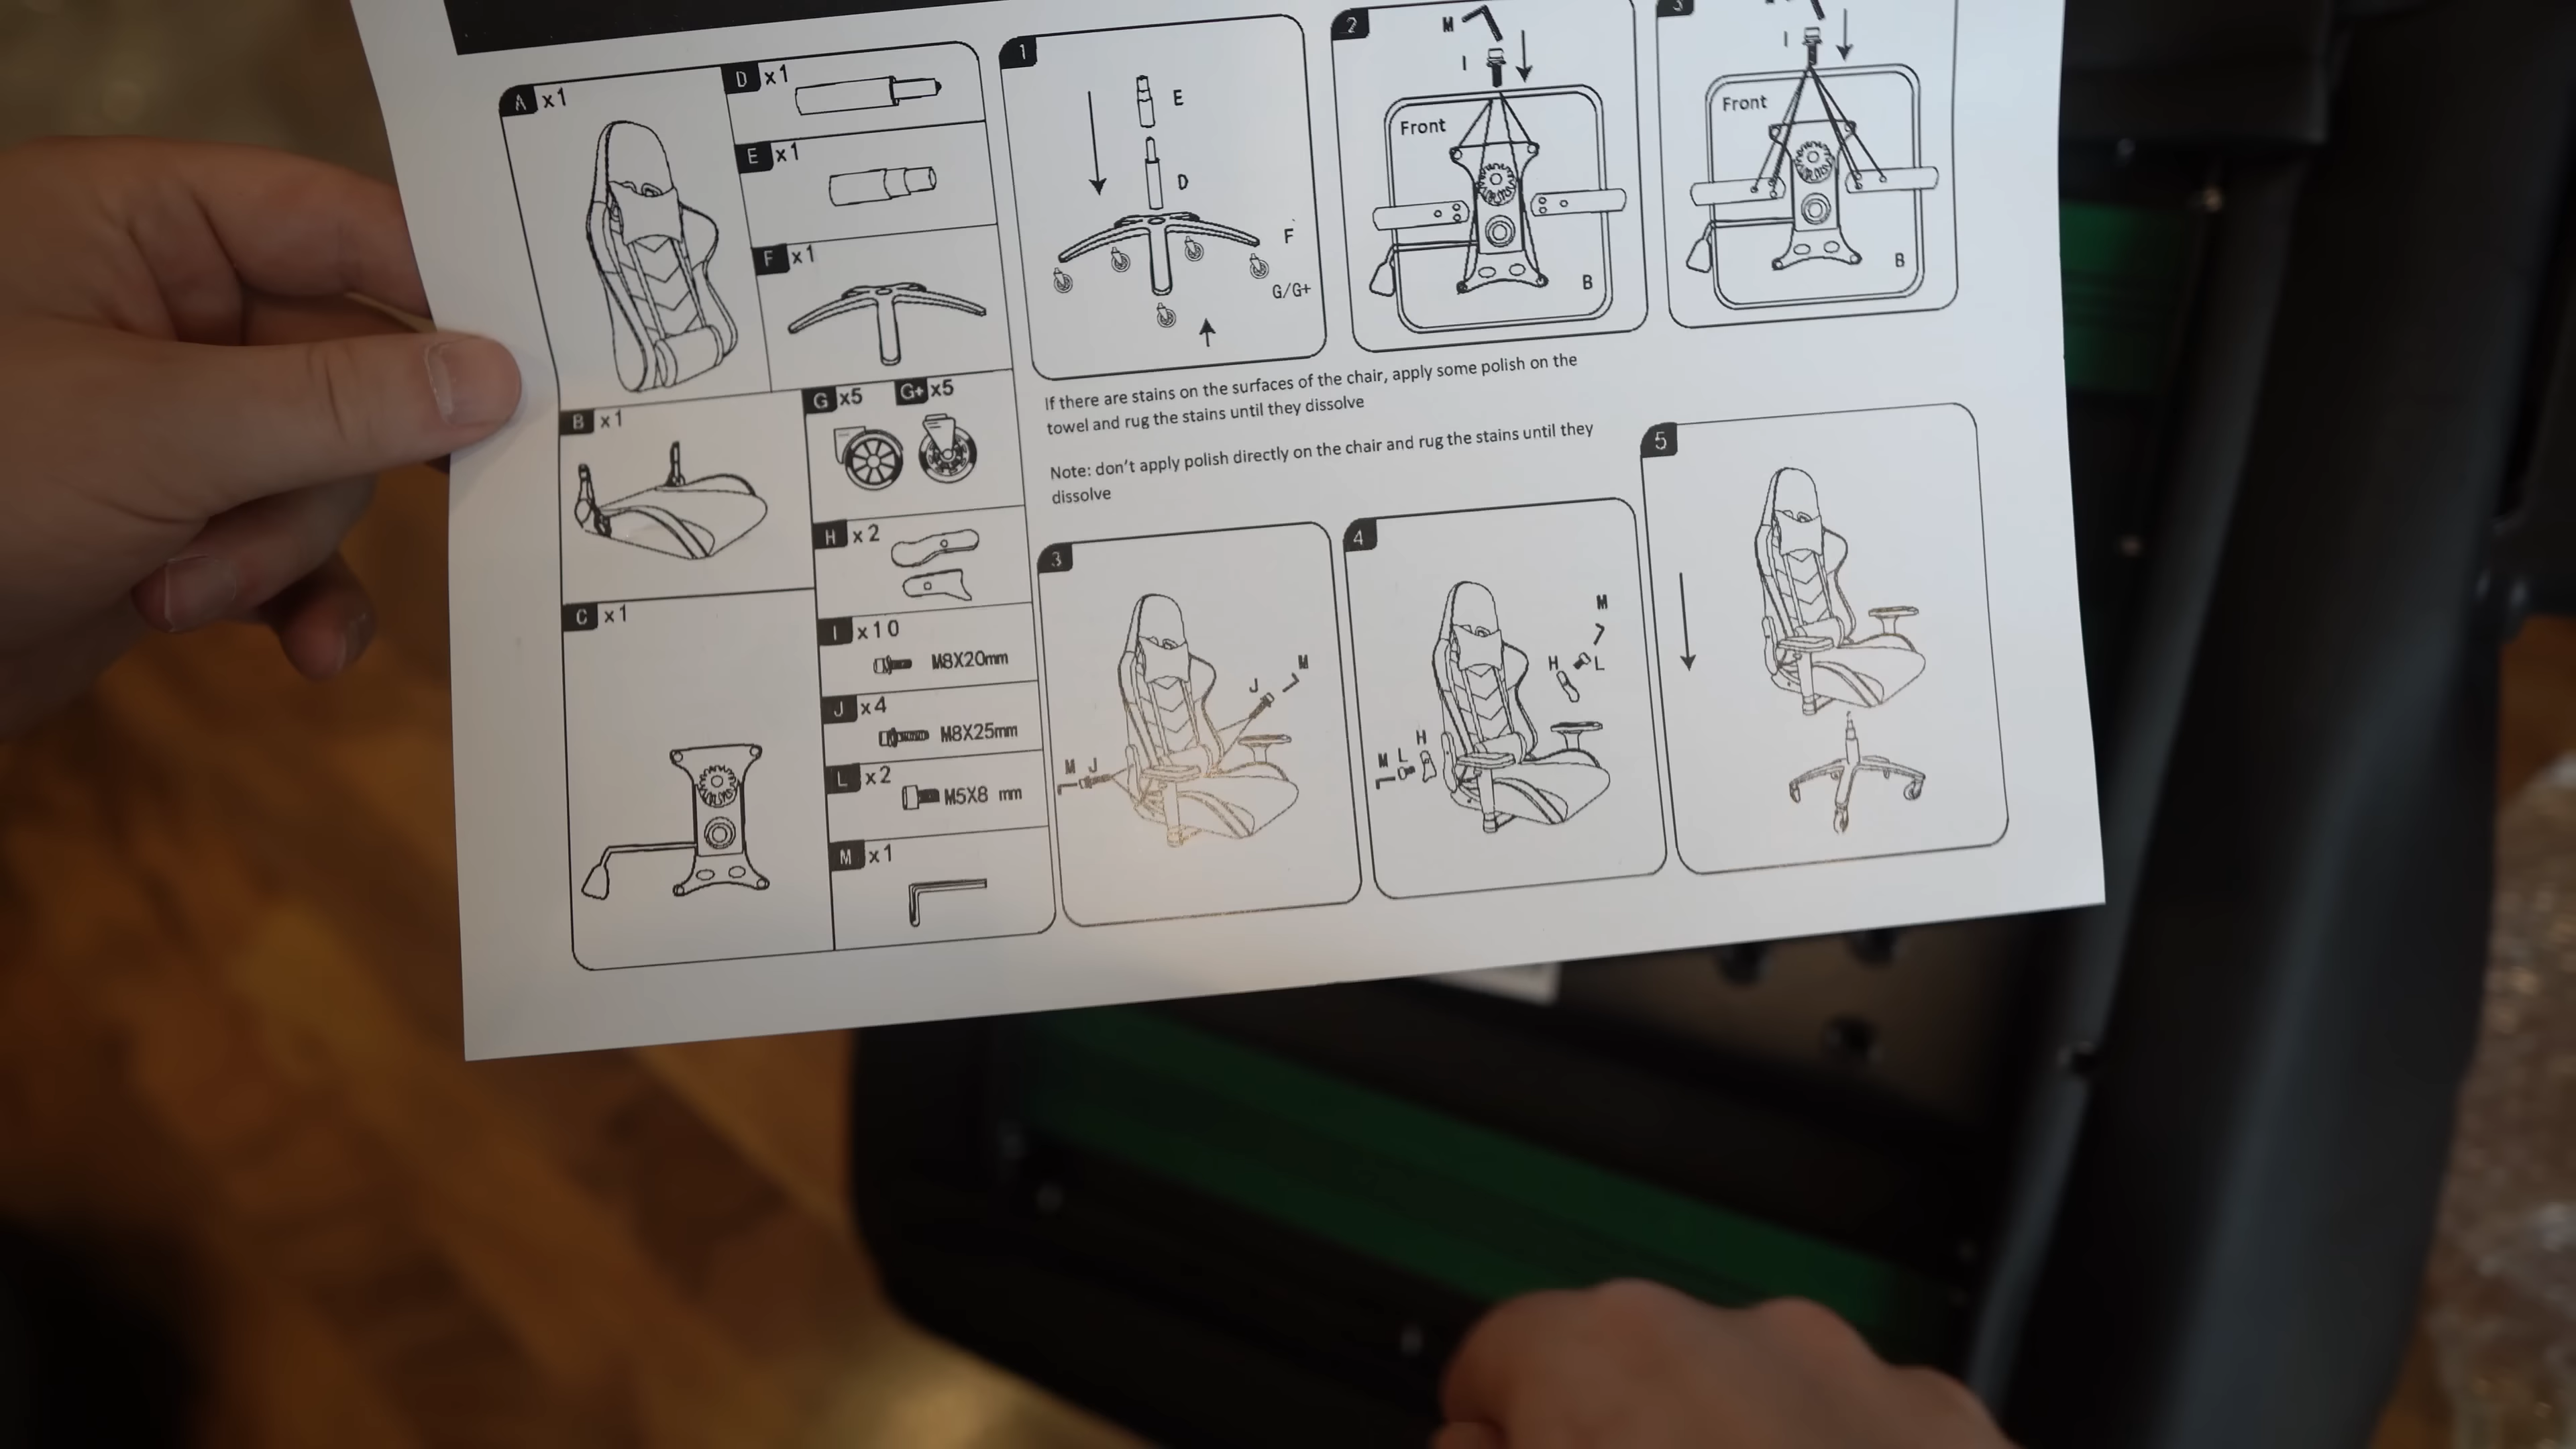 A x1
D x1
E x1
F x1
B x1
G x5 G+ x5
H x2
C x1
I x10
M8X20mm
J x4
M8X25mm
L x2
M5X8 mm
M x1
1
E
D
F
G/G+
2
M
I
Front
B
3
I
Front
B
If there are stains on the surfaces of the chair, apply some polish on the
towel and rug the stains until they dissolve
Note: don't apply polish directly on the chair and rug the stains until they
dissolve
3
M
J
M J
4
M
H L
H
M L
5